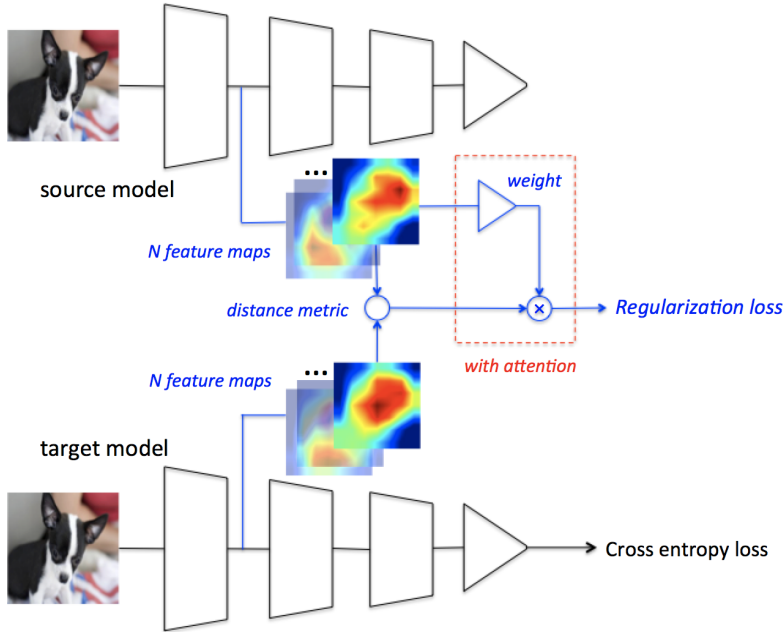 source model
...
weight
N feature maps
distance metric
×
Regularization loss
...
N feature maps
with attention
target model
Cross entropy loss